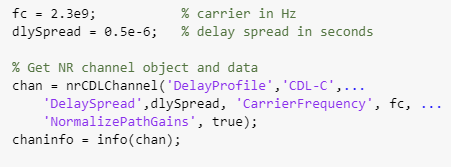 fc = 2.3e9;           % carrier in Hz
dlySpread = 0.5e-6;   % delay spread in seconds
% Get NR channel object and data
chan = nrCDLChannel('DelayProfile','CDL-C',...
    'DelaySpread',dlySpread, 'CarrierFrequency', fc, ...
    'NormalizePathGains', true);
chaninfo = info(chan);